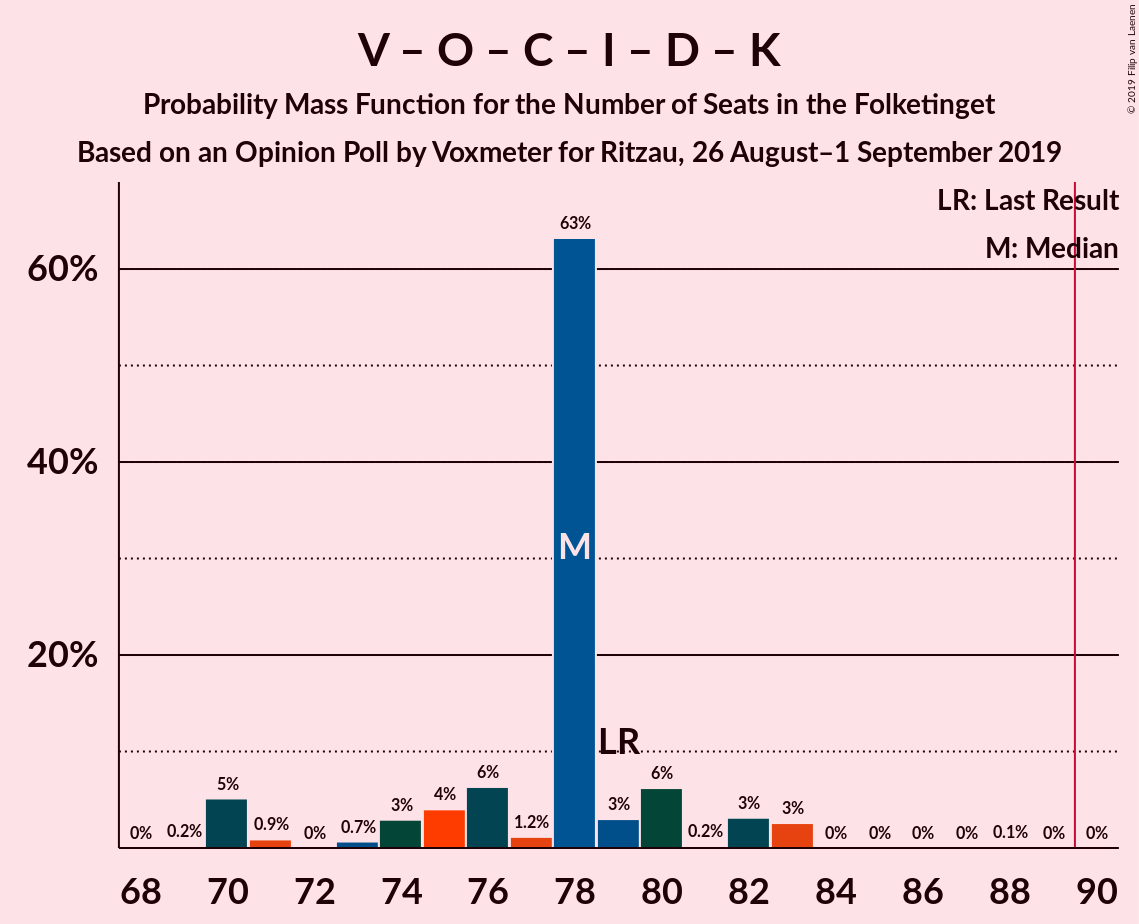 V – O – C – I – D – K
Probability Mass Function for the Number of Seats in the Folketinget
Based on an Opinion Poll by Voxmeter for Ritzau, 26 August–1 September 2019
© 2019 Filip van Laenen
LR: Last Result
M: Median
60%
40%
20%
0%
0.2%
5%
0.9%
0%
0.7%
3%
4%
6%
1.2%
63%
M
3%
LR
6%
0.2%
3%
3%
0%
0%
0%
0%
0.1%
0%
0%
68 70 72 74 76 78 80 82 84 86 88 90